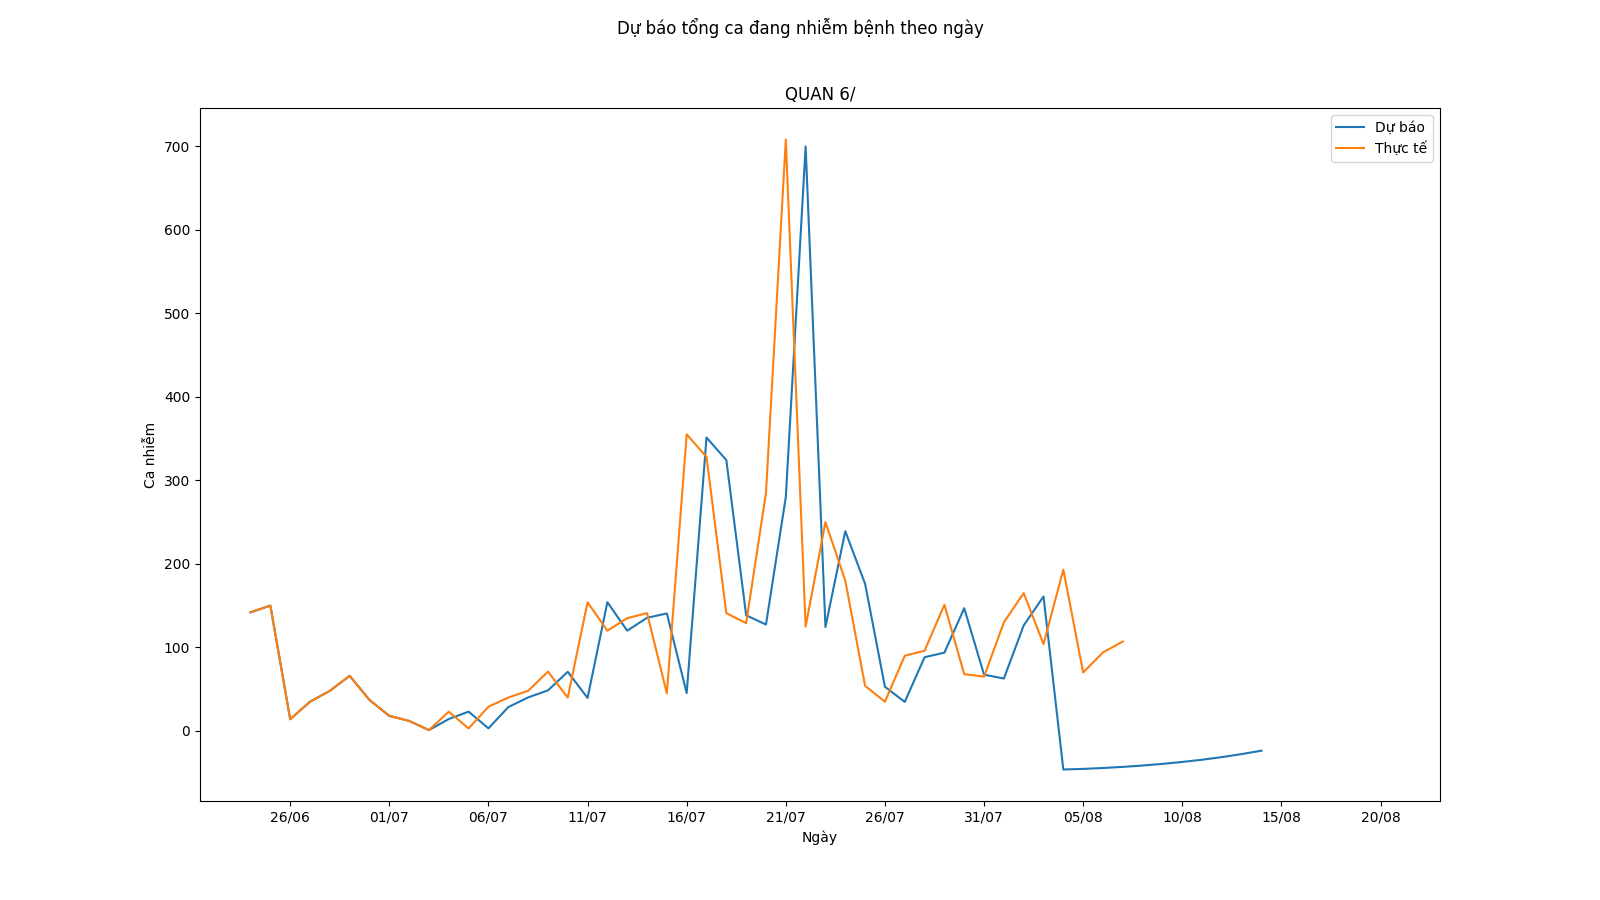 Dự báo tổng ca đang nhiễm bệnh theo ngày
QUAN 6/
Dự báo
Thực tế
700
600
500
400
300
200
100
0
Ca nhiễm
26/06 01/07 06/07 11/07 16/07 21/07 26/07 31/07 05/08 10/08 15/08 20/08
Ngày